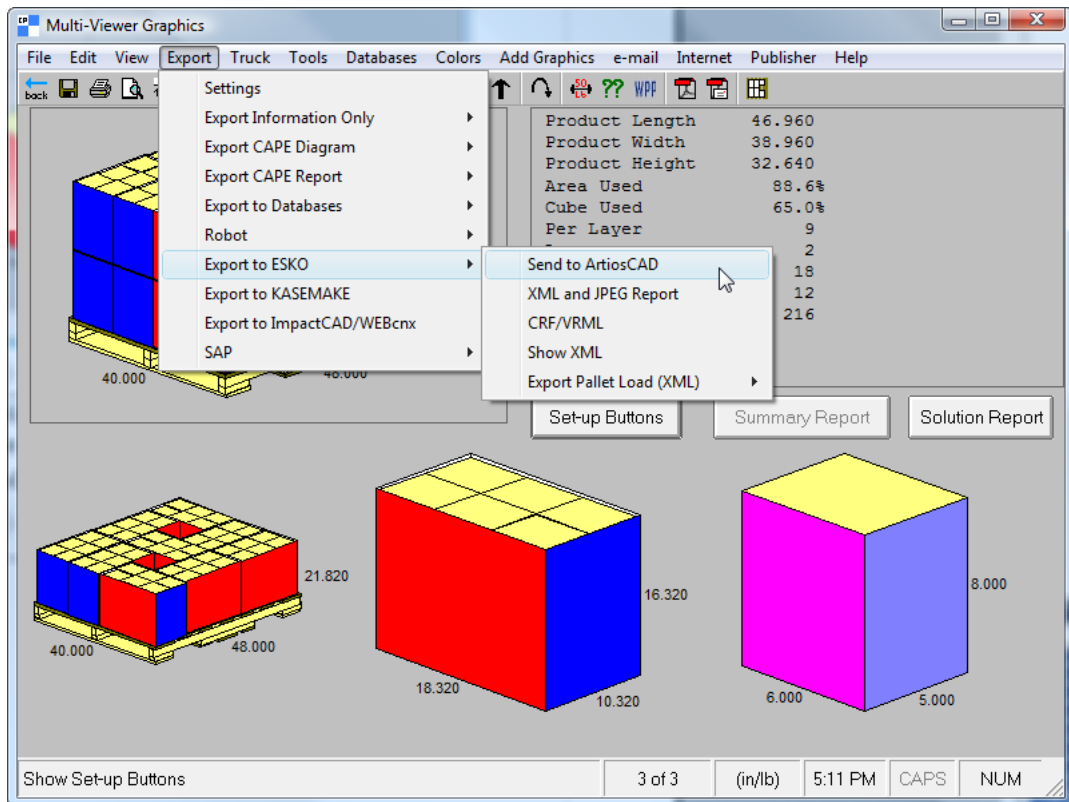 CP Multi-Viewer Graphics
File Edit View Export Truck Tools Databases Colors Add Graphics e-mail Internet Publisher Help
back 50 LB ?? WPF
Settings
Export Information Only
Export CAPE Diagram
Export CAPE Report
Export to Databases
Robot
Export to ESKO
Export to KASEMAKE
Export to ImpactCAD/WEBcnx
SAP
Send to ArtiosCAD
XML and JPEG Report
CRF/VRML
Show XML
Export Pallet Load (XML)
Product Length 46.960
Product Width 38.960
Product Height 32.640
Area Used 88.6%
Cube Used 65.0%
Per Layer 9
2
18
12
216
40.000 48.000
Set-up Buttons Summary Report Solution Report
21.820
40.000 48.000
16.320
18.320 10.320
8.000
6.000 5.000
Show Set-up Buttons 3 of 3 (in/lb) 5:11 PM CAPS NUM